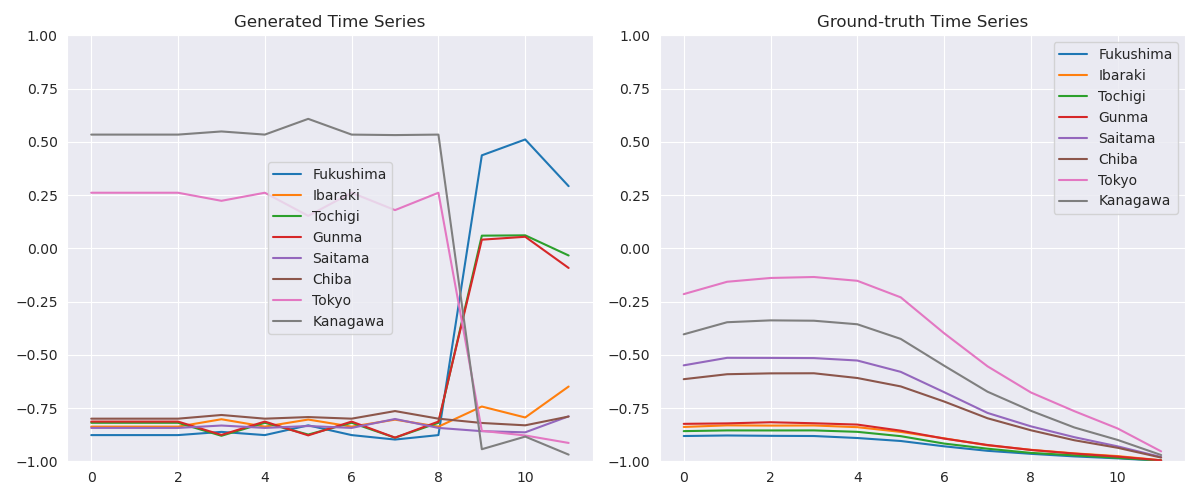 Generated Time Series
1.00
0.75
0.50
0.25
0.00
−0.25
−0.50
−0.75
−1.00
0 2 4 6 8 10
Fukushima
Ibaraki
Tochigi
Gunma
Saitama
Chiba
Tokyo
Kanagawa
Ground-truth Time Series
1.00
0.75
0.50
0.25
0.00
−0.25
−0.50
−0.75
−1.00
0 2 4 6 8 10
Fukushima
Ibaraki
Tochigi
Gunma
Saitama
Chiba
Tokyo
Kanagawa